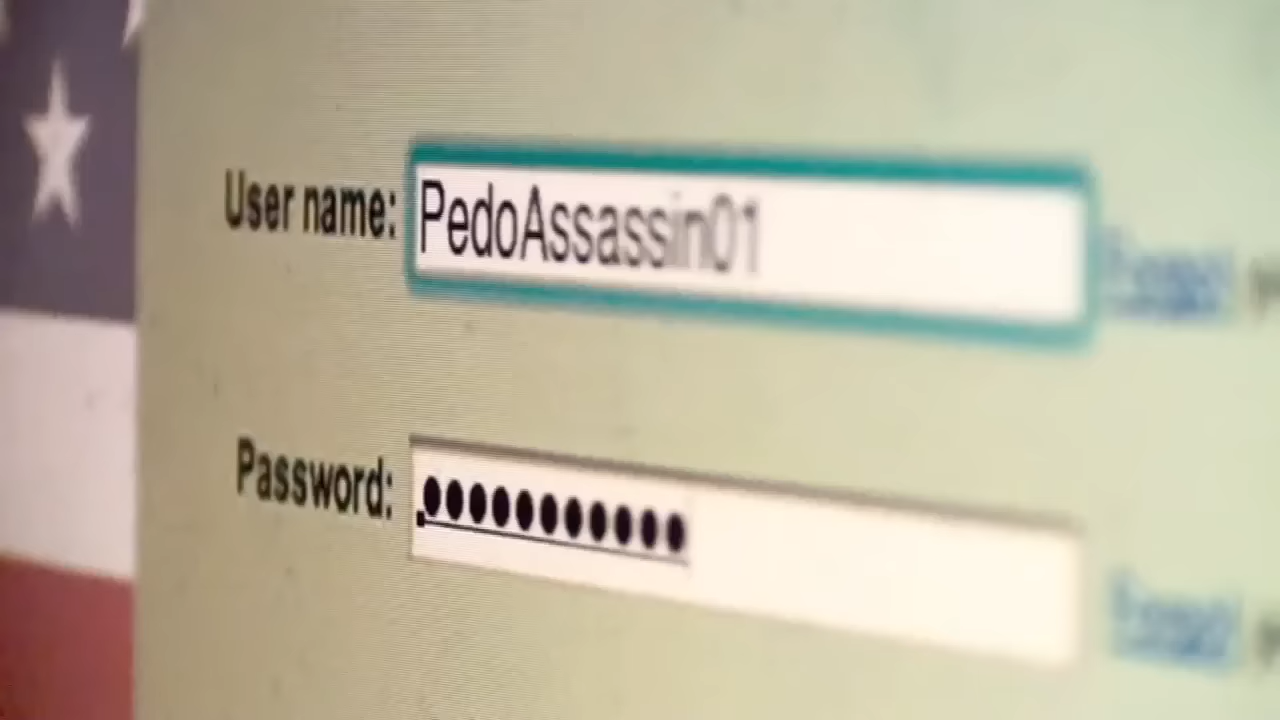 User name: PedoAssassin01
Password: •••••••••••